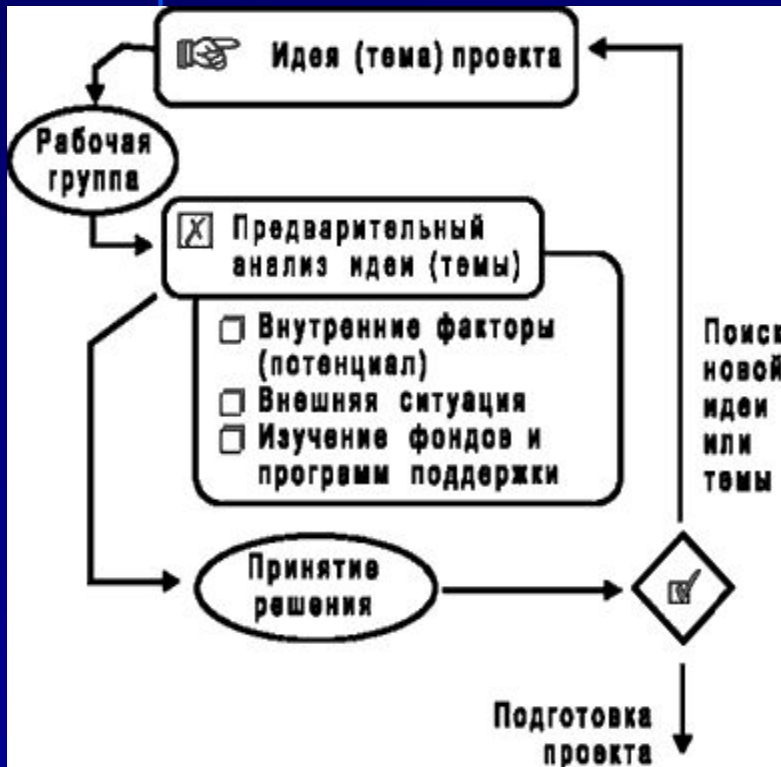 Идея (тема) проекта
Рабочая
группа
Предварительный
анализ идеи (темы)
Внутренние факторы
(потенциал)
Внешняя ситуация
Изучение фондов и
программ поддержки
Поиск
новой
идеи
или
темы
Принятие
решения
Подготовка
проекта